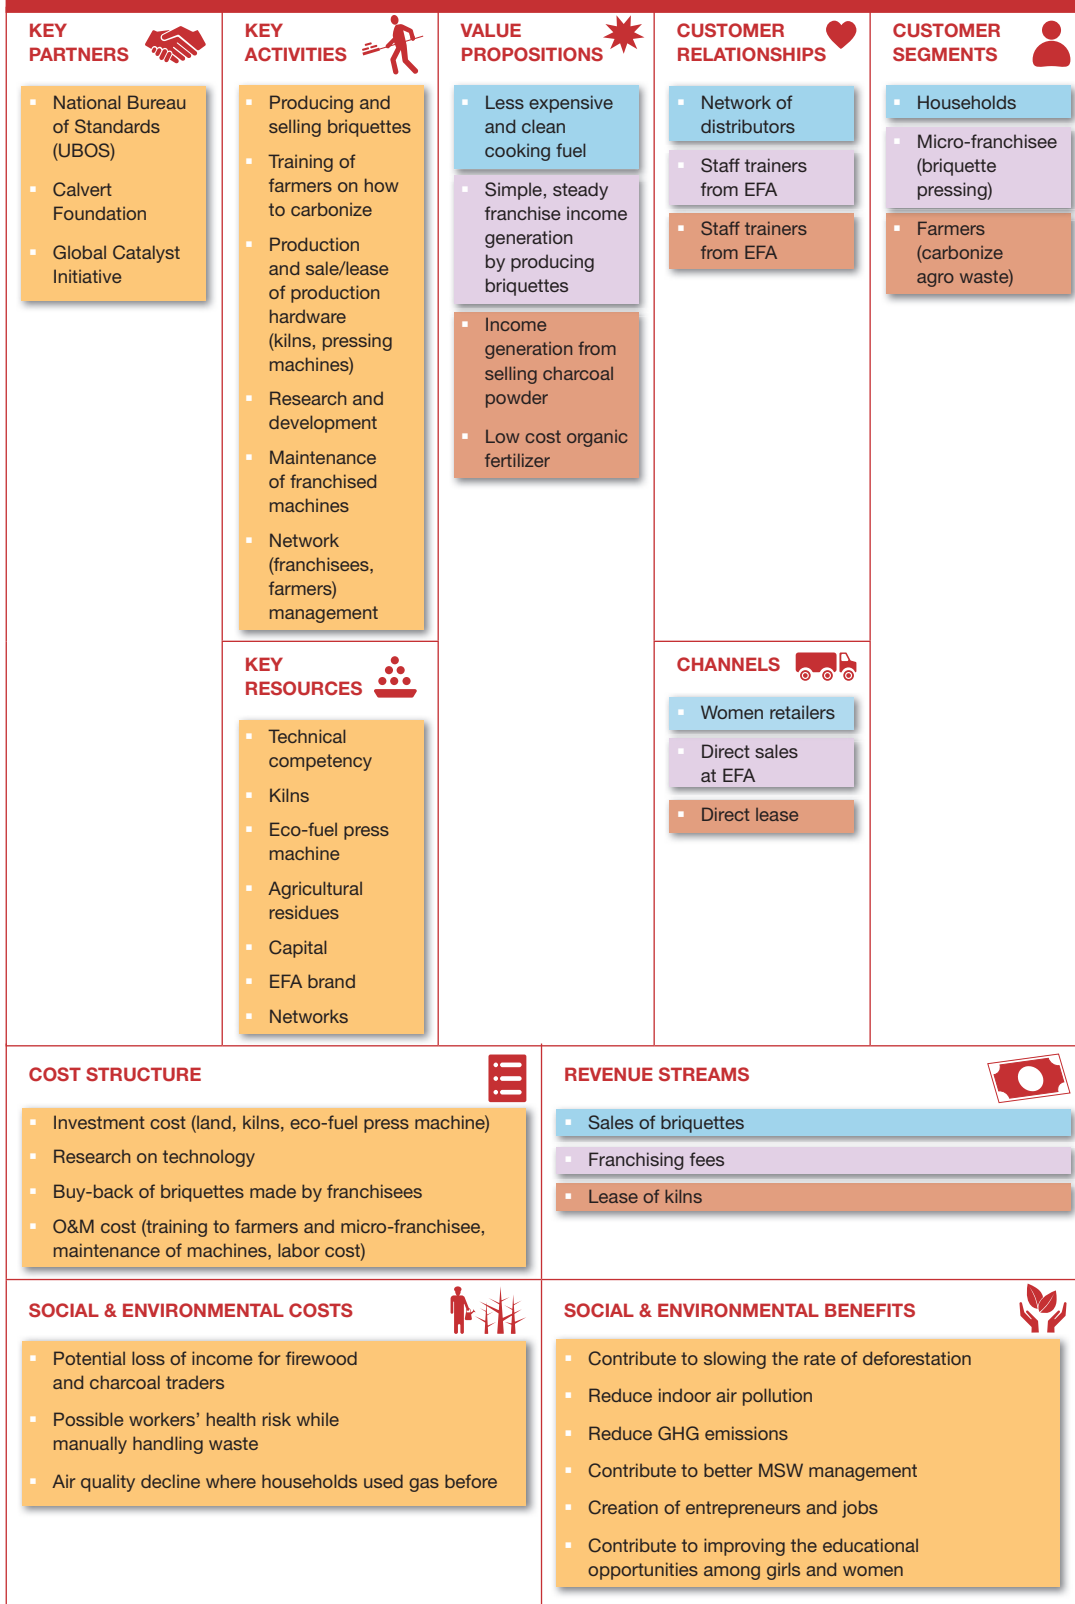 KEY
PARTNERS
National Bureau
of Standards
(UBOS)
Calvert
Foundation
Global Catalyst
Initiative
KEY
ACTIVITIES
Producing and
selling briquettes
Training of
farmers on how
to carbonize
Production
and sale/lease
of production
hardware
(kilns, pressing
machines)
Research and
development
Maintenance
of franchised
machines
Network
(franchisees,
farmers)
management
KEY
RESOURCES
Technical
competency
Kilns
Eco-fuel press
machine
Agricultural
residues
Capital
EFA brand
Networks
VALUE
PROPOSITIONS
Less expensive
and clean
cooking fuel
Simple, steady
franchise income
generation
by producing
briquettes
Income
generation from
selling charcoal
powder
Low cost organic
fertilizer
CUSTOMER
RELATIONSHIPS
Network of
distributors
Staff trainers
from EFA
Staff trainers
from EFA
CHANNELS
Women retailers
Direct sales
at EFA
Direct lease
CUSTOMER
SEGMENTS
Households
Micro-franchisee
(briquette
pressing)
Farmers
(carbonize
agro waste)
COST STRUCTURE
Investment cost (land, kilns, eco-fuel press machine)
Research on technology
Buy-back of briquettes made by franchisees
O&M cost (training to farmers and micro-franchisee,
maintenance of machines, labor cost)
REVENUE STREAMS
Sales of briquettes
Franchising fees
Lease of kilns
SOCIAL & ENVIRONMENTAL COSTS
Potential loss of income for firewood
and charcoal traders
Possible workers’ health risk while
manually handling waste
Air quality decline where households used gas before
SOCIAL & ENVIRONMENTAL BENEFITS
Contribute to slowing the rate of deforestation
Reduce indoor air pollution
Reduce GHG emissions
Contribute to better MSW management
Creation of entrepreneurs and jobs
Contribute to improving the educational
opportunities among girls and women